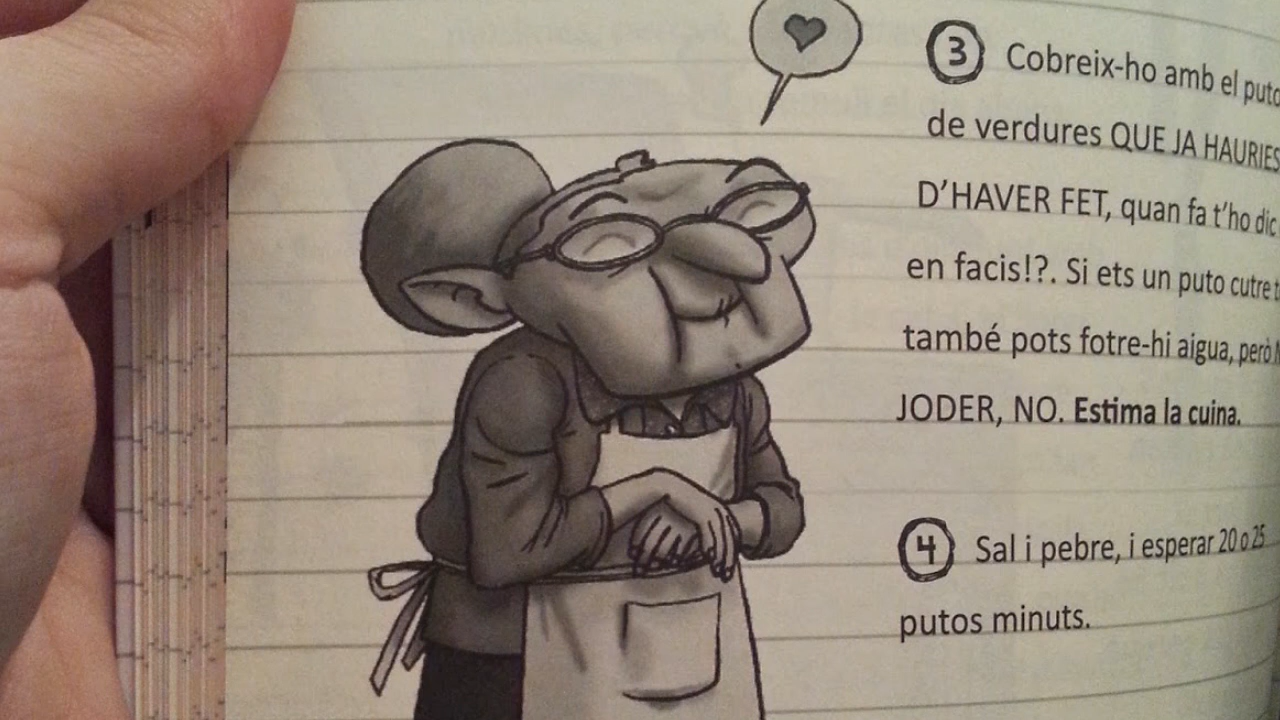 3 Cobreix-ho amb el puto
de verdures QUE JA HAURIES
D'HAVER FET, quan fa t'ho dic
en facis!?. Si ets un puto cutre
també pots fotre-hi aigua, però
JODER, NO. Estima la cuina.
4 Sal i pebre, i esperar 20 o 25
putos minuts.